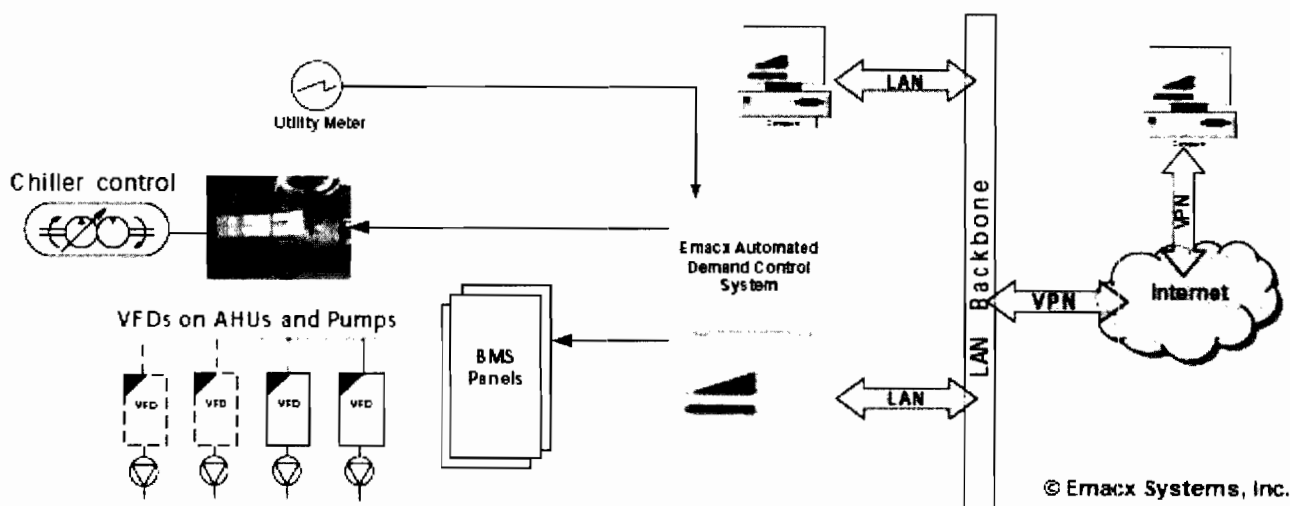 Utility Meter
LAN
Chiller control
VPN
Emacx Automated
Demand Control
System
LAN Backbone
VPN
Internet
VFDs on AHUs and Pumps
BMS
Panels
VFD
VFD
VFD
VFD
LAN
© Emacx Systems, Inc.